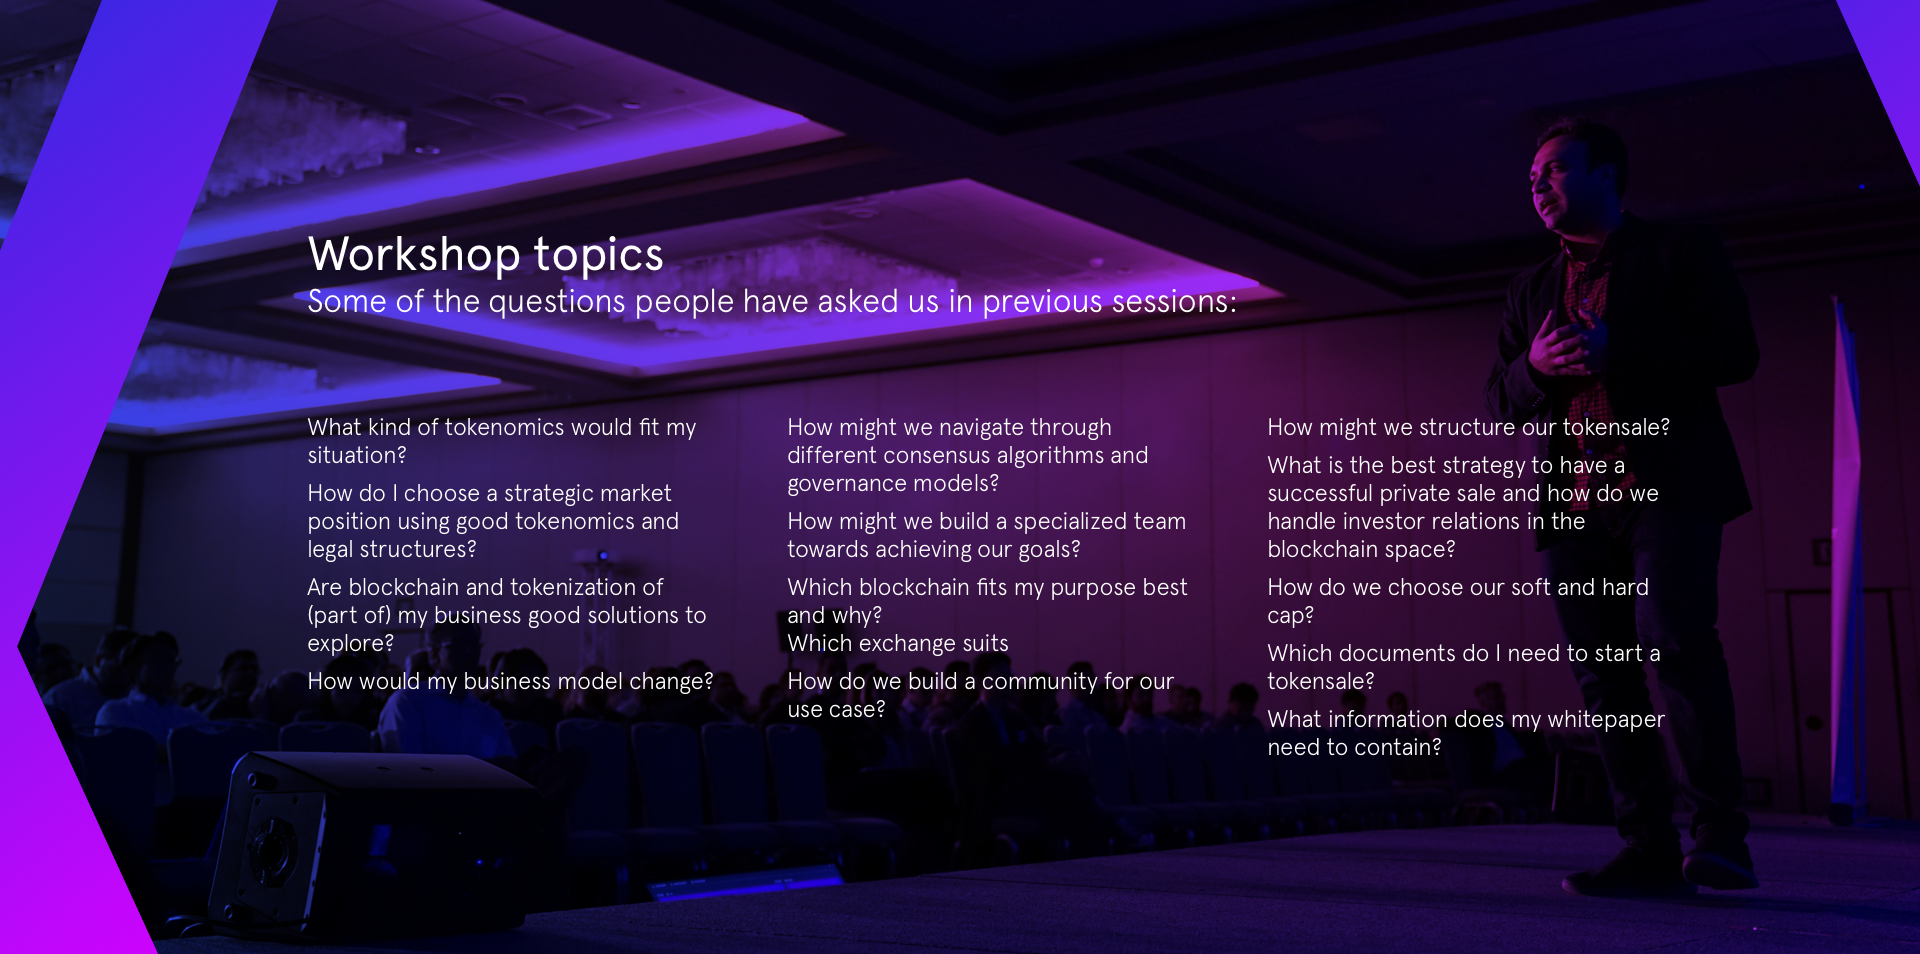 Workshop topics
Some of the questions people have asked us in previous sessions:
What kind of tokenomics would fit my
situation?
How do I choose a strategic market
position using good tokenomics and
legal structures?
Are blockchain and tokenization of
(part of) my business good solutions to
explore?
How would my business model change?
How might we navigate through
different consensus algorithms and
governance models?
How might we build a specialized team
towards achieving our goals?
Which blockchain fits my purpose best
and why?
Which exchange suits
How do we build a community for our
use case?
How might we structure our tokensale?
What is the best strategy to have a
successful private sale and how do we
handle investor relations in the
blockchain space?
How do we choose our soft and hard
cap?
Which documents do I need to start a
tokensale?
What information does my whitepaper
need to contain?